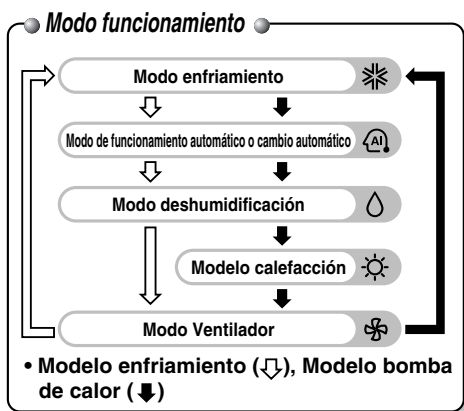 Modo funcionamiento
Modo enfriamiento
Modo de funcionamiento automático o cambio automático
AI
Modo deshumidificación
Modelo calefacción
Modo Ventilador
• Modelo enfriamiento (⇩), Modelo bomba
de calor (⬇)